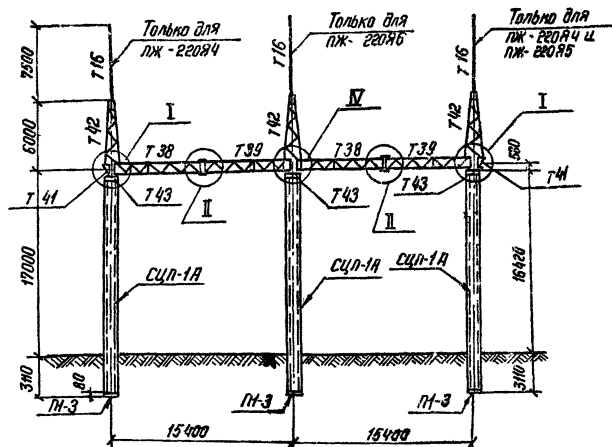 Только для
ПЖ-220Я4
Только для
ПЖ-220Я6
Только для
ПЖ-220Я4 и
ПЖ-220Я5
7500
Т16
Т16
Т16
6000
Т42
I
Т42
IV
Т42
I
Т38
Т39
Т38
Т39
580
Т41
Т43
II
Т43
II
Т43
Т41
17000
СЦП-1А
СЦП-1А
СЦП-1А
16420
3110
80
3110
П1-3
П1-3
П1-3
15400
15400